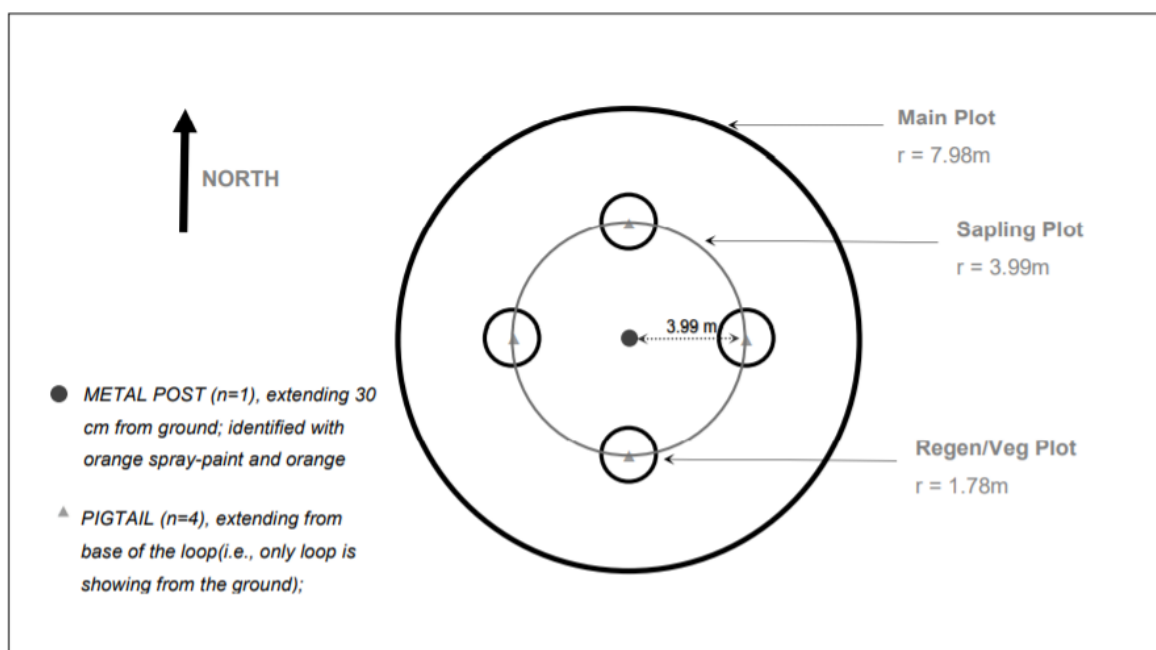 NORTH
Main Plot
r = 7.98m
Sapling Plot
r = 3.99m
3.99 m
METAL POST (n=1), extending 30
cm from ground; identified with
orange spray-paint and orange
Regen/Veg Plot
r = 1.78m
PIGTAIL (n=4), extending from
base of the loop(i.e., only loop is
showing from the ground);